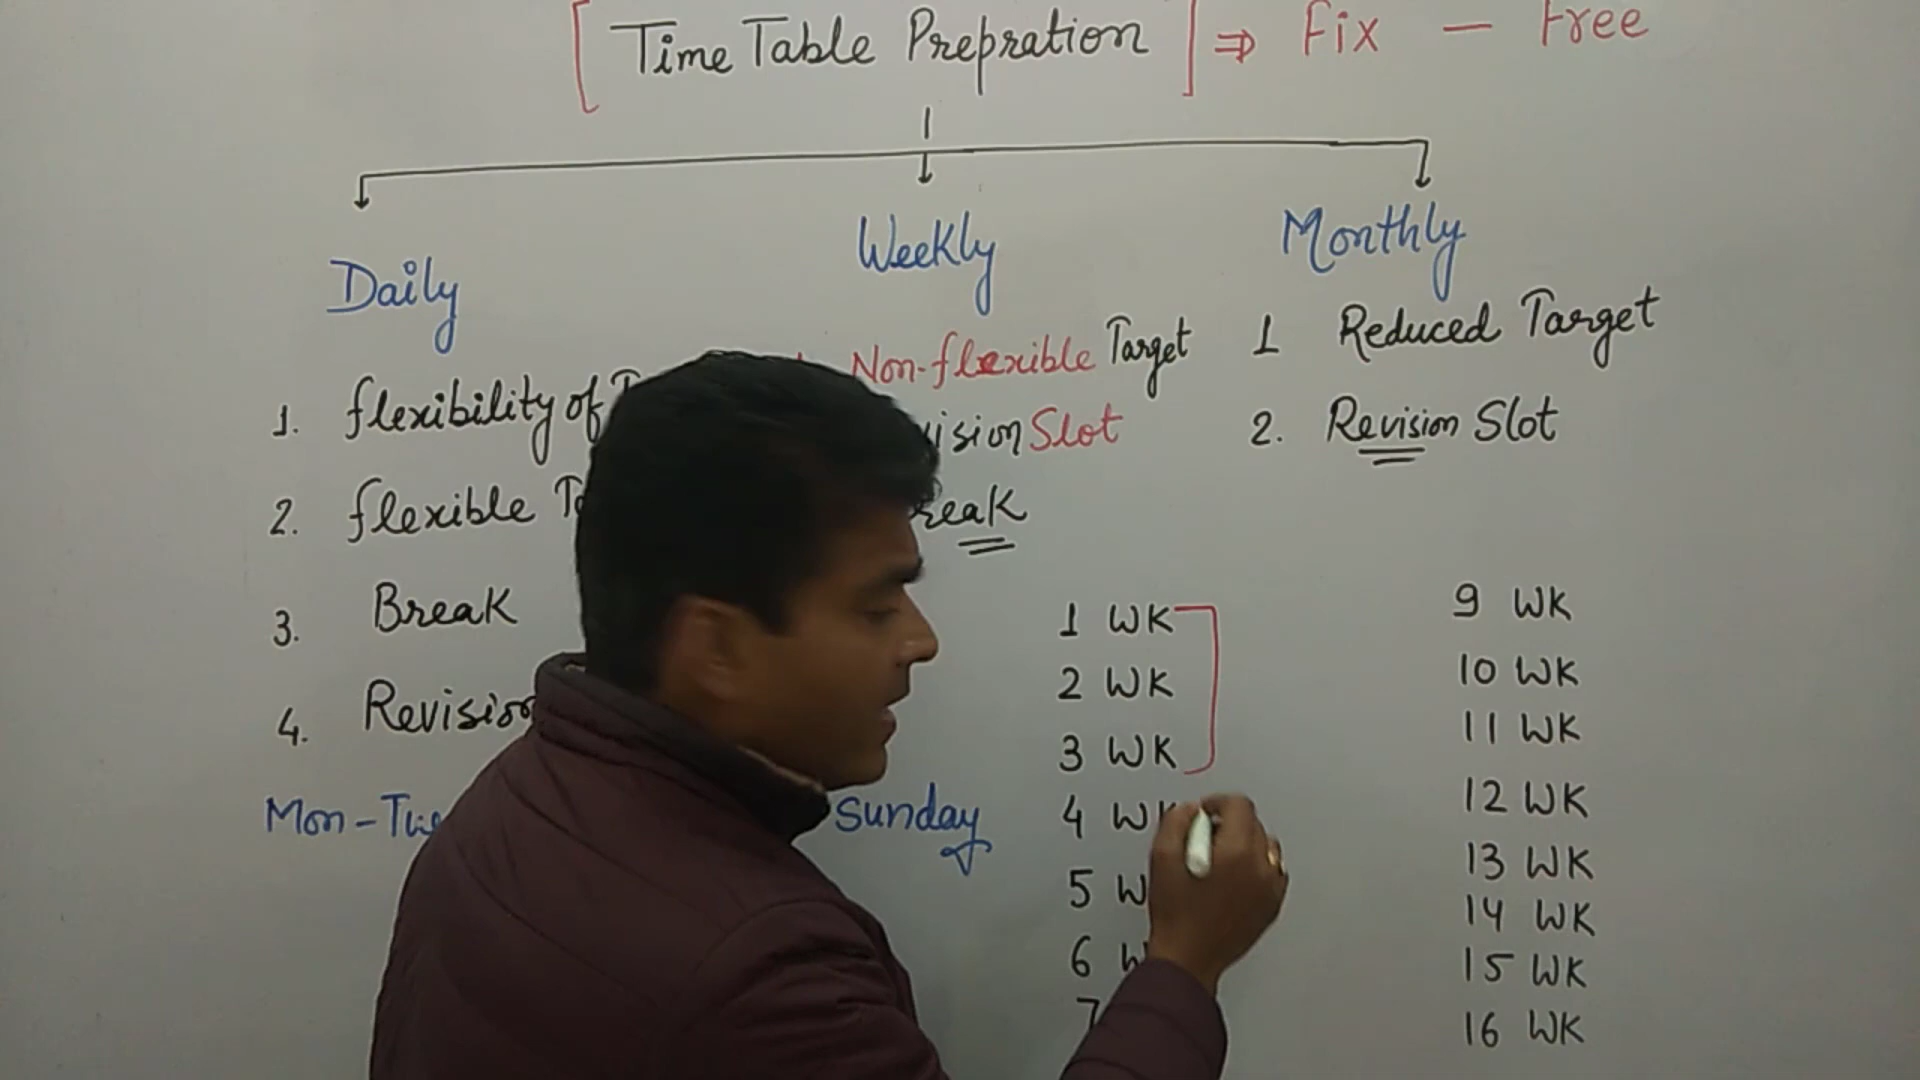 [ Time Table Prepration ] ⇒ Fix – Free
Daily
1. flexibility of
2. flexible
3. Break
4. Revision
Mon - Tue
Weekly
Non-flexible Target
Slot
Sunday
Monthly
1 Reduced Target
2. Revision Slot
1 WK
2 WK
3 WK
4 WK
5
6
7
9 WK
10 WK
11 WK
12 WK
13 WK
14 WK
15 WK
16 WK